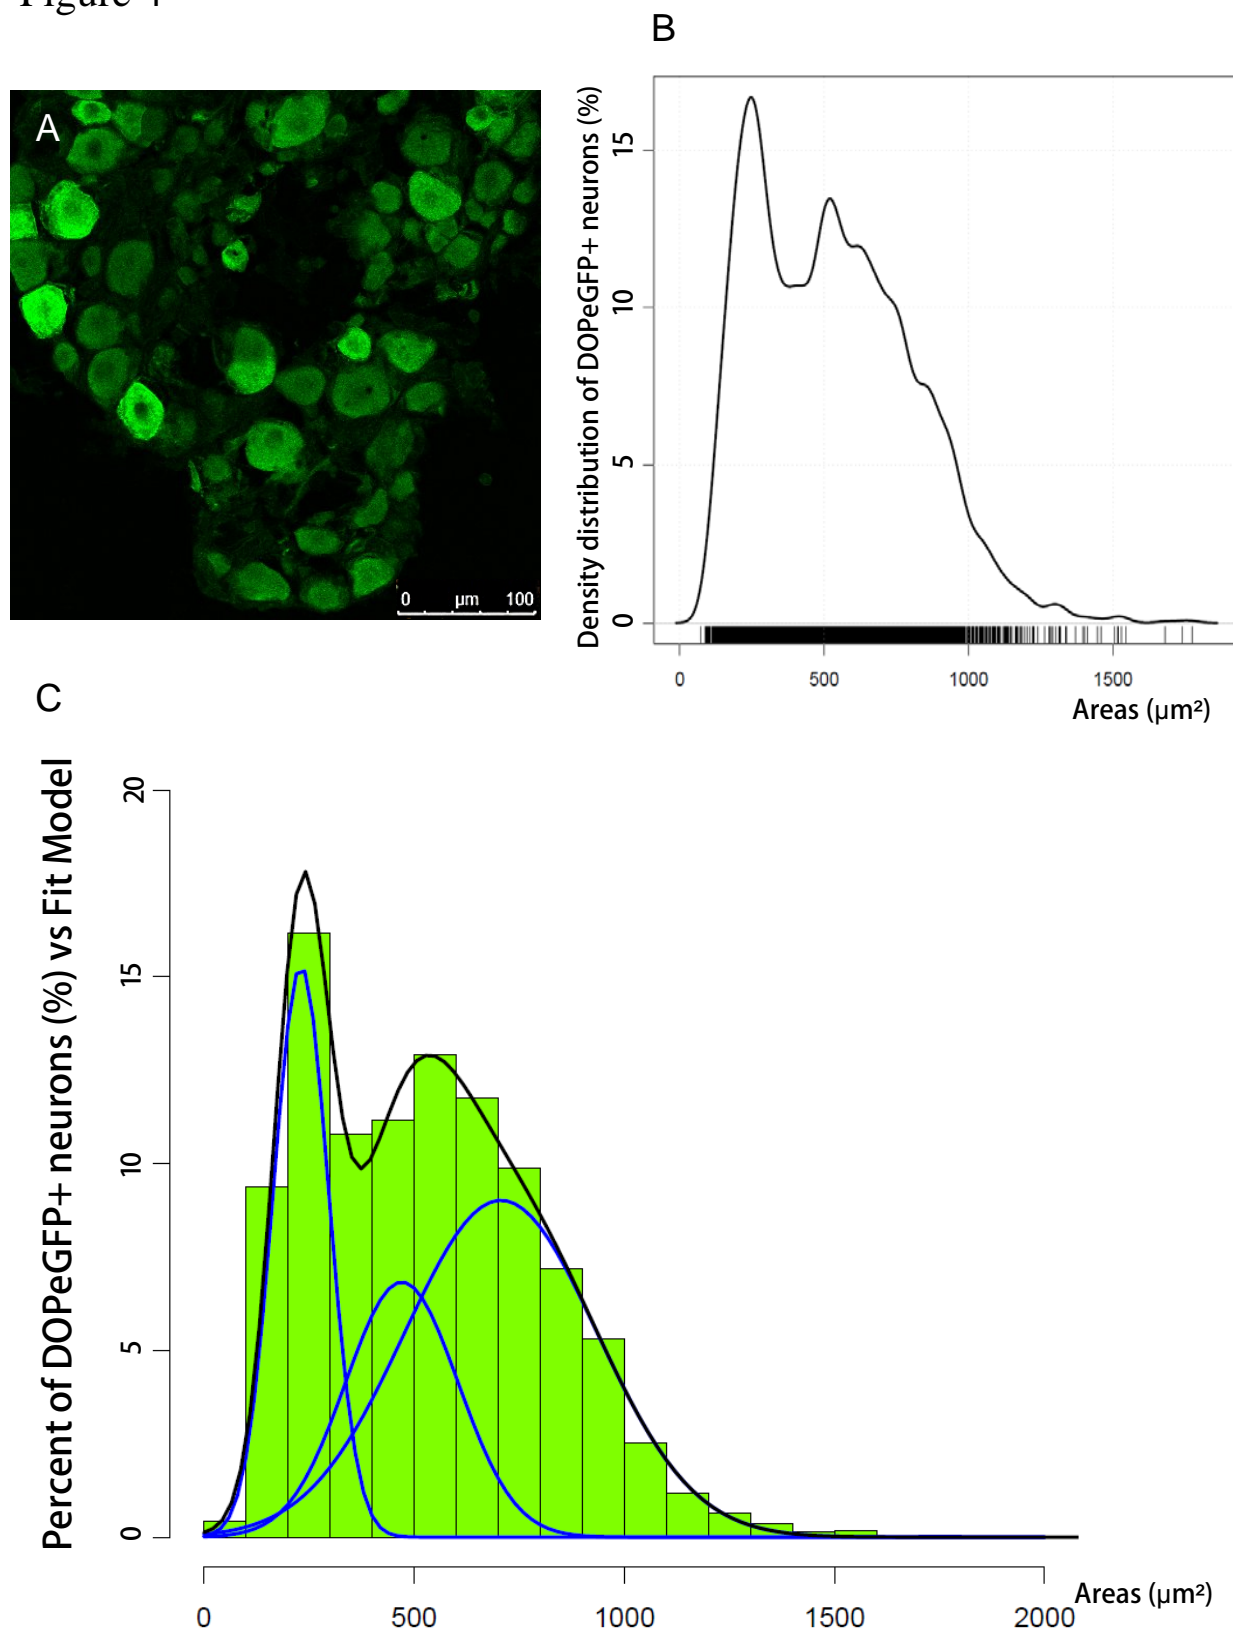 Figure 4
B
A
0 µm 100
Density distribution of DOPeGFP+ neurons (%)
15
10
5
0
0 500 1000 1500
Areas (µm²)
C
Percent of DOPeGFP+ neurons (%) vs Fit Model
20
15
10
5
0
0 500 1000 1500 2000
Areas (µm²)